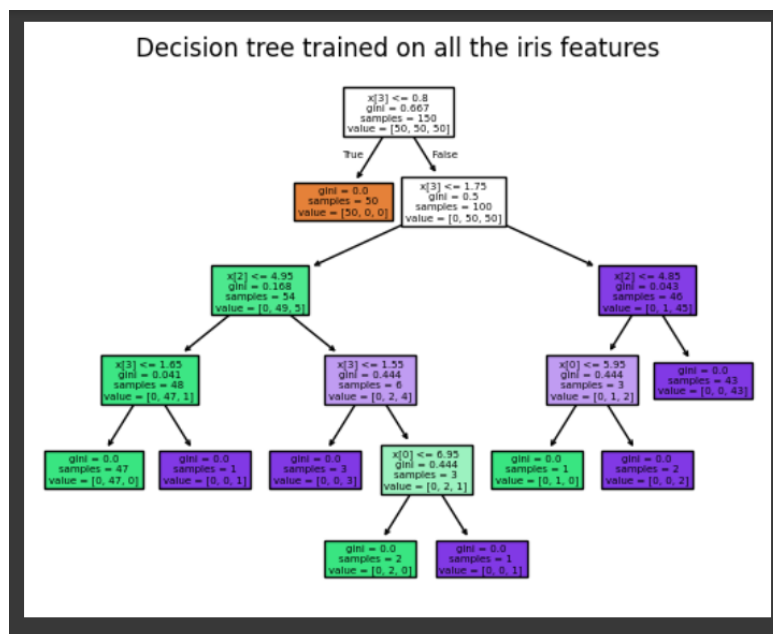 Decision tree trained on all the iris features
x[3] <= 0.8
gini = 0.667
samples = 150
value = [50, 50, 50]
True
False
gini = 0.0
samples = 50
value = [50, 0, 0]
x[3] <= 1.75
gini = 0.5
samples = 100
value = [0, 50, 50]
x[2] <= 4.95
gini = 0.168
samples = 54
value = [0, 49, 5]
x[2] <= 4.85
gini = 0.043
samples = 46
value = [0, 1, 45]
x[3] <= 1.65
gini = 0.041
samples = 48
value = [0, 47, 1]
x[3] <= 1.55
gini = 0.444
samples = 6
value = [0, 2, 4]
x[0] <= 5.95
gini = 0.444
samples = 3
value = [0, 1, 2]
gini = 0.0
samples = 43
value = [0, 0, 43]
gini = 0.0
samples = 47
value = [0, 47, 0]
gini = 0.0
samples = 1
value = [0, 0, 1]
gini = 0.0
samples = 3
value = [0, 0, 3]
x[0] <= 6.95
gini = 0.444
samples = 3
value = [0, 2, 1]
gini = 0.0
samples = 1
value = [0, 1, 0]
gini = 0.0
samples = 2
value = [0, 0, 2]
gini = 0.0
samples = 2
value = [0, 2, 0]
gini = 0.0
samples = 1
value = [0, 0, 1]